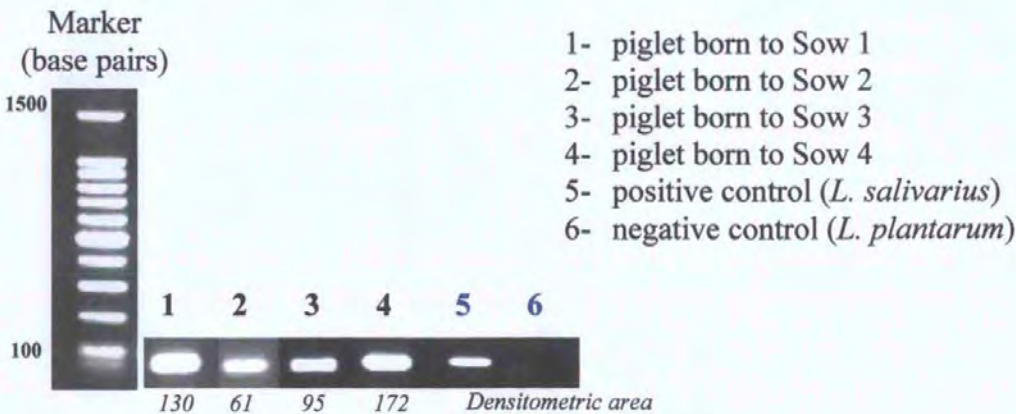 Marker
(base pairs)
1500
100
1 2 3 4 5 6
130 61 95 172 Densitometric area
1- piglet born to Sow 1
2- piglet born to Sow 2
3- piglet born to Sow 3
4- piglet born to Sow 4
5- positive control (L. salivarius)
6- negative control (L. plantarum)